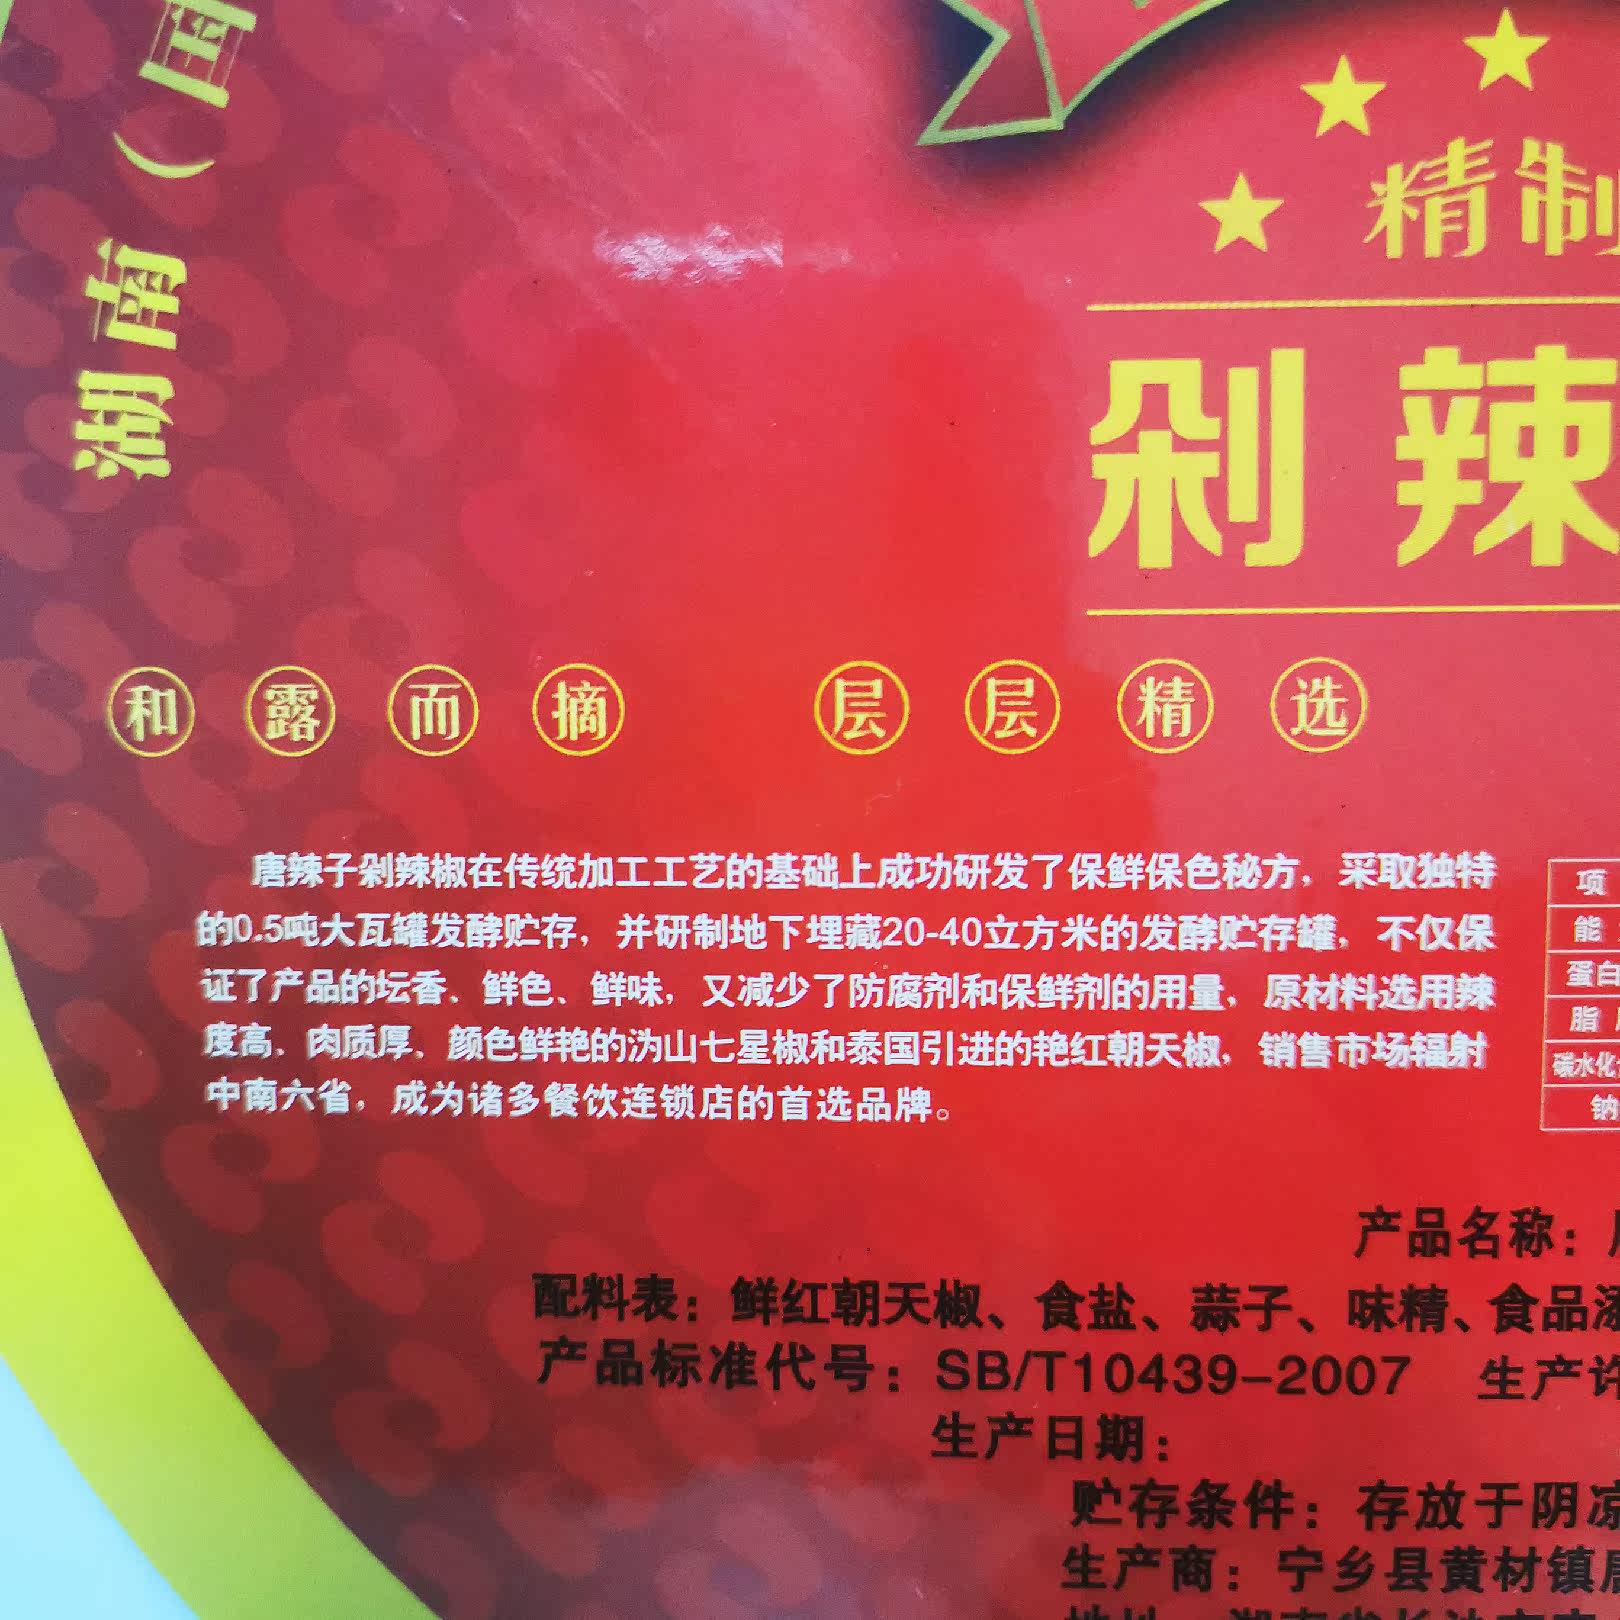 湖南（国
精制
剁辣
和露而摘 层层精选
唐辣子剁辣椒在传统加工工艺的基础上成功研发了保鲜保色秘方，采取独特
的0.5吨大瓦罐发酵贮存，并研制地下埋藏20-40立方米的发酵贮存罐，不仅保
证了产品的坛香、鲜色、鲜味，又减少了防腐剂和保鲜剂的用量，原材料选用辣
度高、肉质厚、颜色鲜艳的沩山七星椒和泰国引进的艳红朝天椒，销售市场辐射
中南六省，成为诸多餐饮连锁店的首选品牌。
项
能
蛋白
脂
碳水化
钠
产品名称：
配料表：鲜红朝天椒、食盐、蒜子、味精、食品添
产品标准代号：SB/T10439-2007 生产许
生产日期：
贮存条件：存放于阴凉
生产商：宁乡县黄材镇